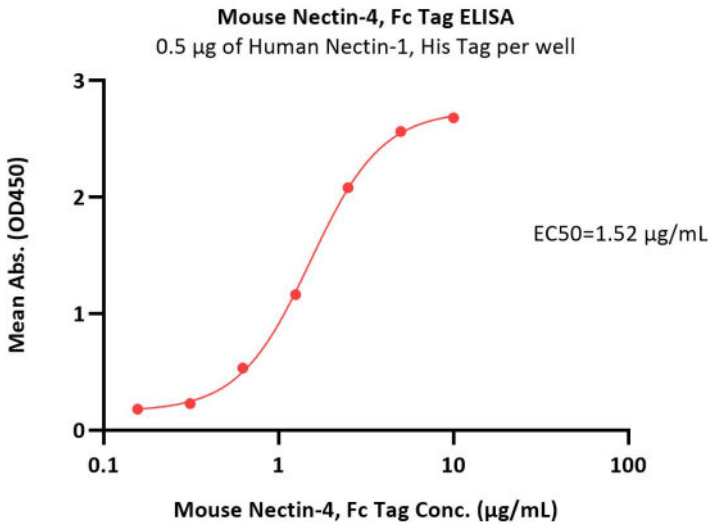 Mouse Nectin-4, Fc Tag ELISA
0.5 μg of Human Nectin-1, His Tag per well
3
2
1
0
Mean Abs. (OD450)
EC50=1.52 μg/mL
0.1
1
10
100
Mouse Nectin-4, Fc Tag Conc. (μg/mL)